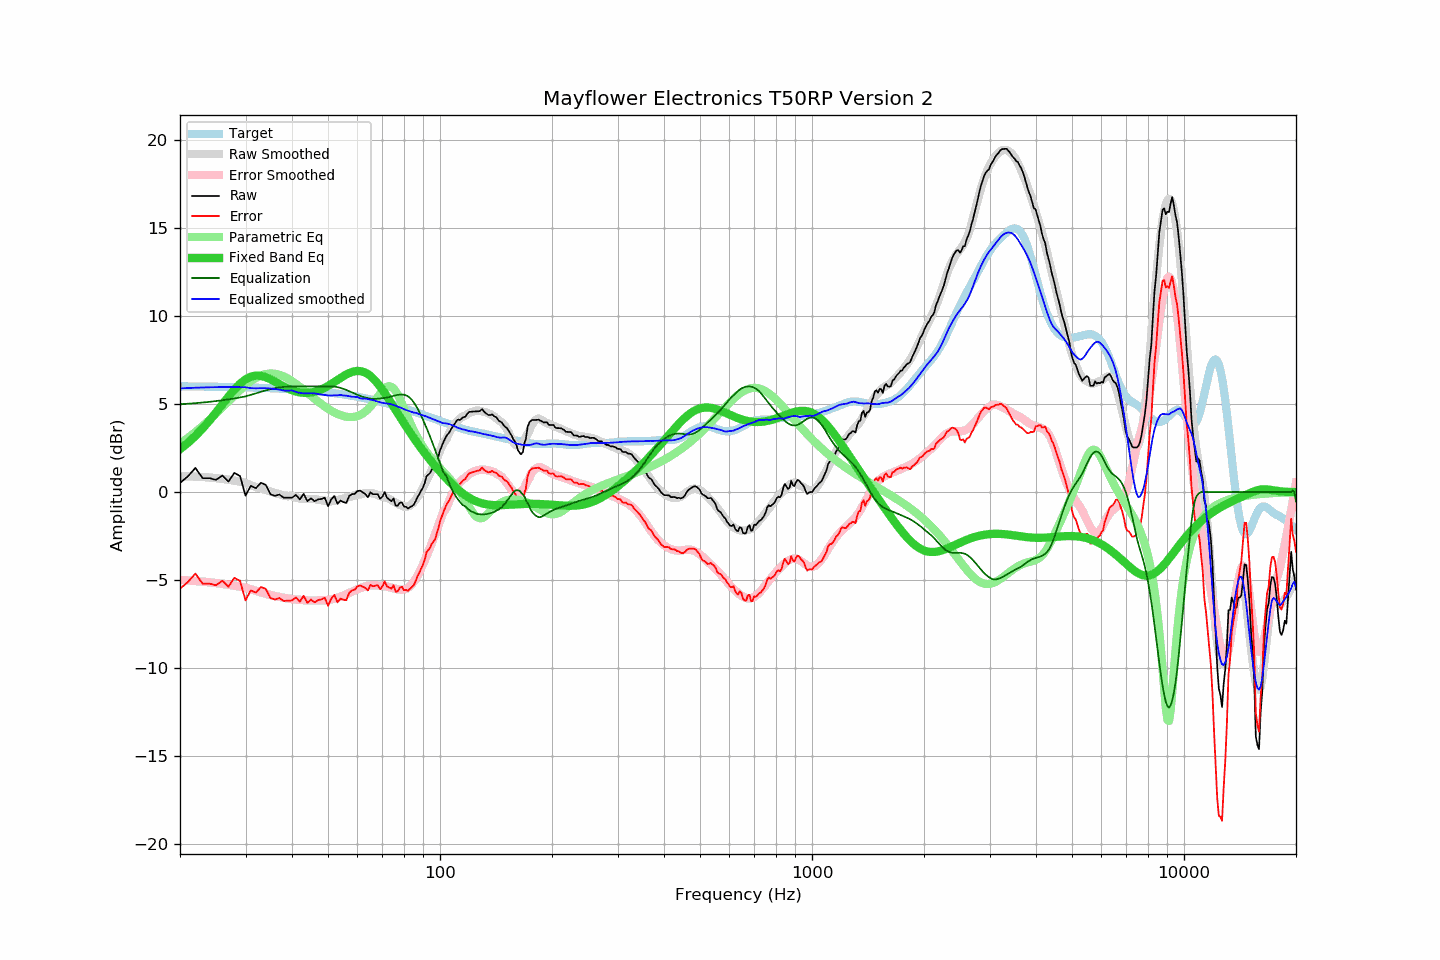 Mayflower Electronics T50RP Version 2
Target
Raw Smoothed
Error Smoothed
Raw
Error
Parametric Eq
Fixed Band Eq
Equalization
Equalized smoothed
20
15
10
5
0
−5
−10
−15
−20
Amplitude (dBr)
100
1000
10000
Frequency (Hz)